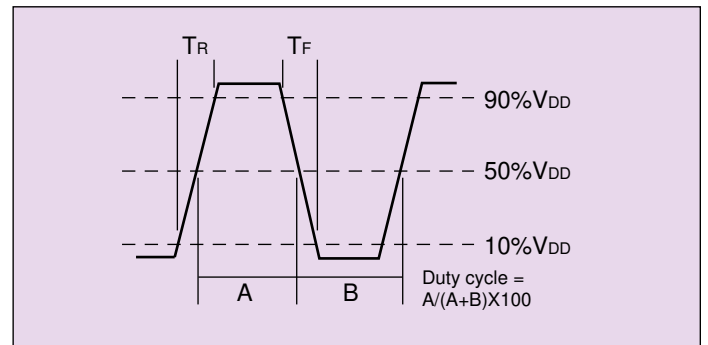 TR TF
90%VDD
50%VDD
10%VDD
A B
Duty cycle =
A/(A+B)X100